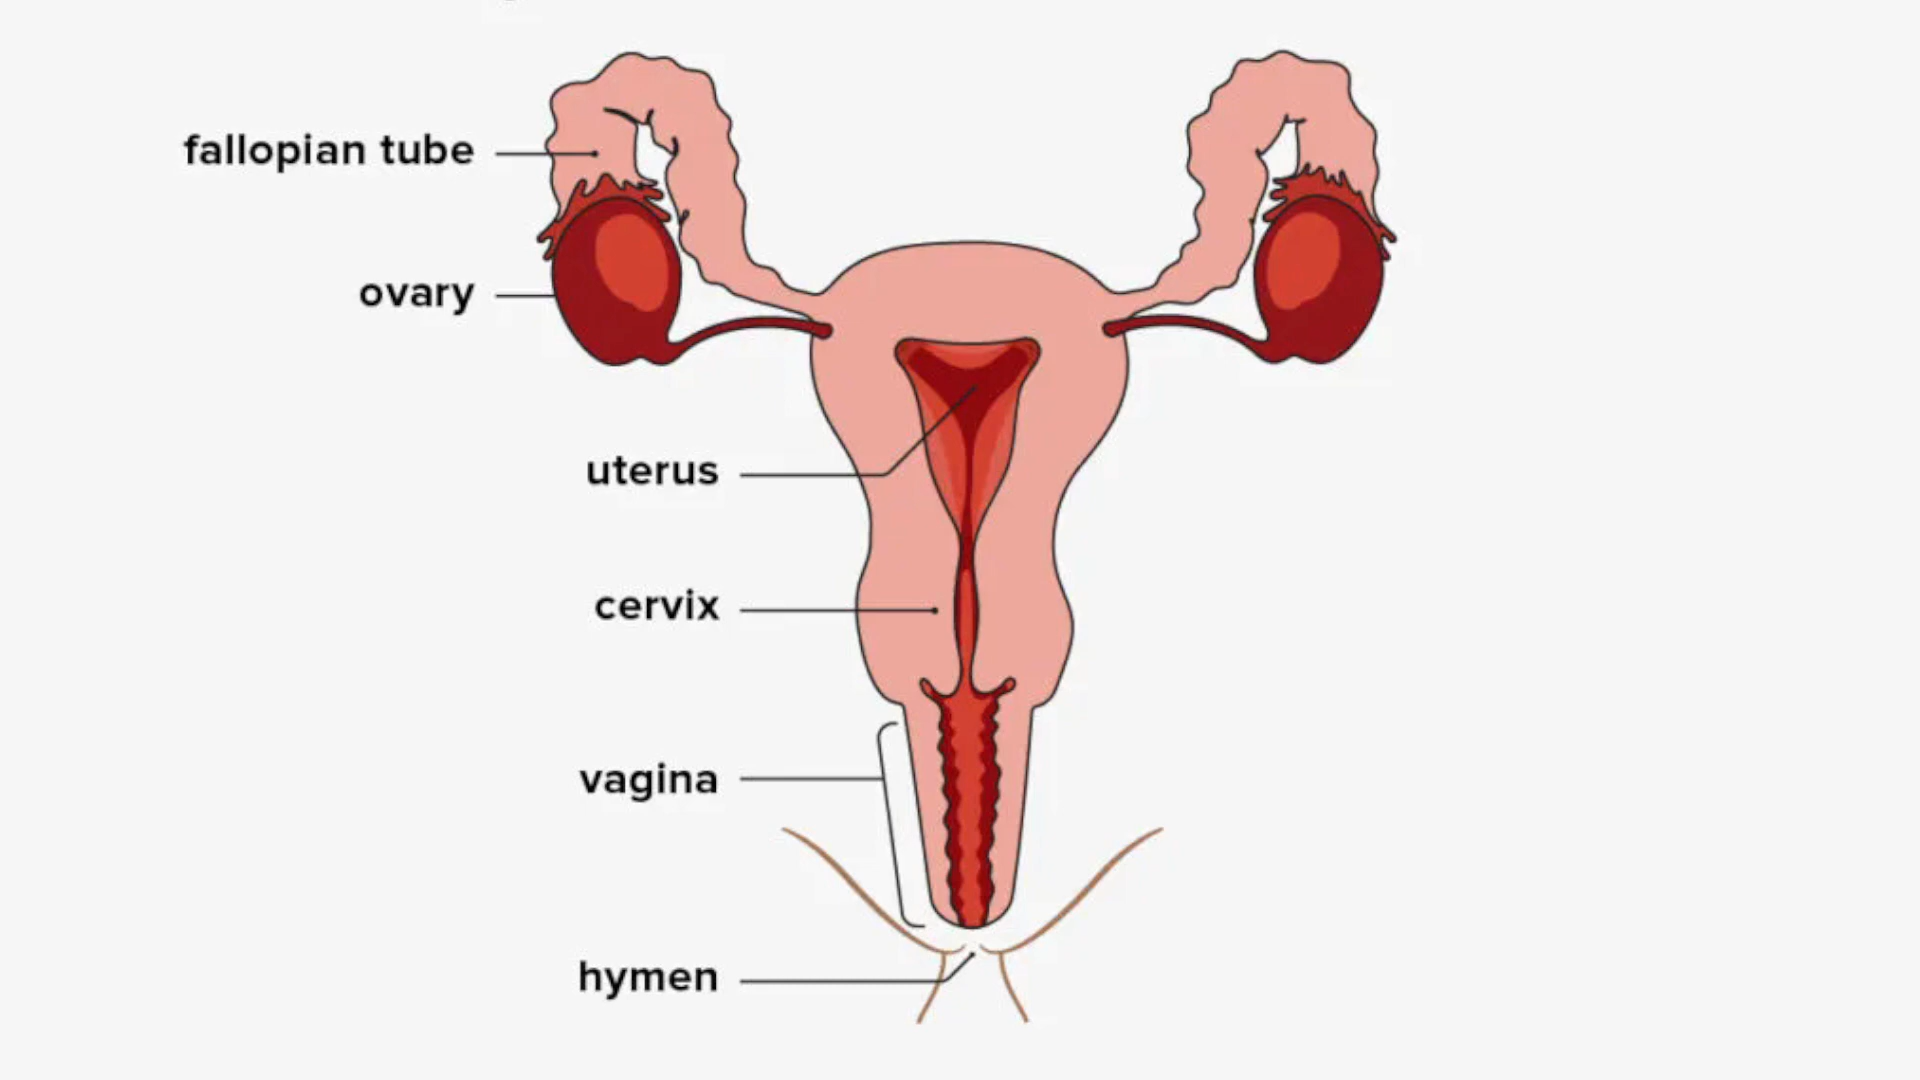 fallopian tube
ovary
uterus
cervix
vagina
hymen